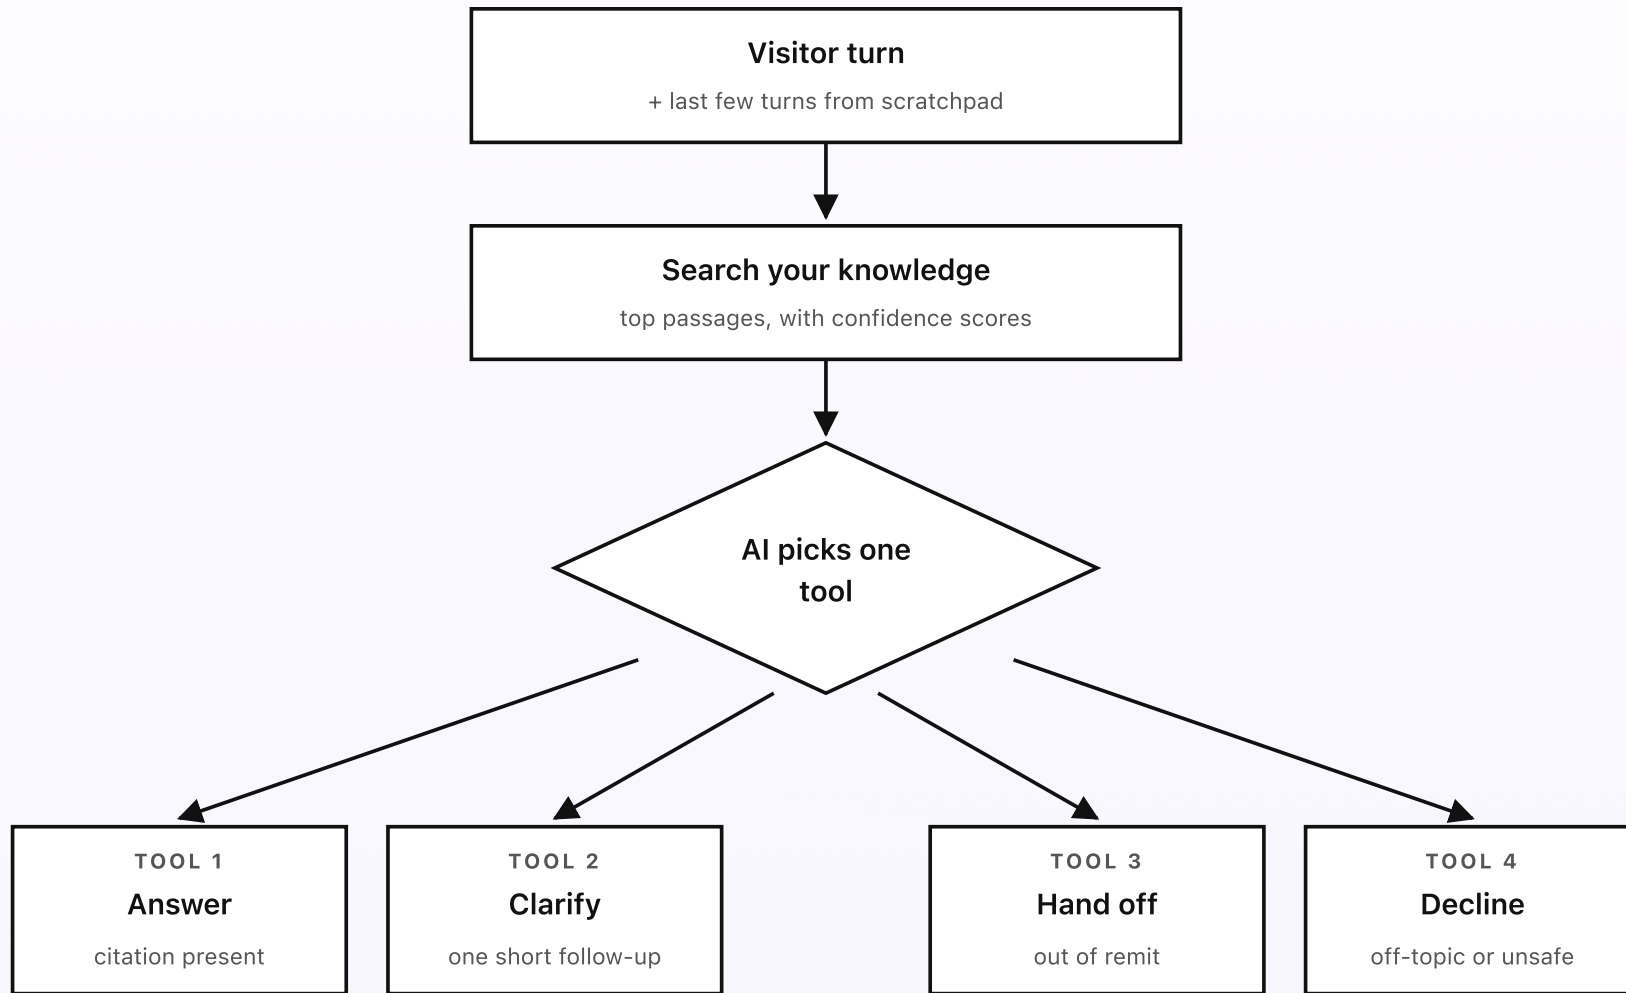 Visitor turn
+ last few turns from scratchpad
Search your knowledge
top passages, with confidence scores
AI picks one
tool
TOOL 1
Answer
citation present
TOOL 2
Clarify
one short follow-up
TOOL 3
Hand off
out of remit
TOOL 4
Decline
off-topic or unsafe